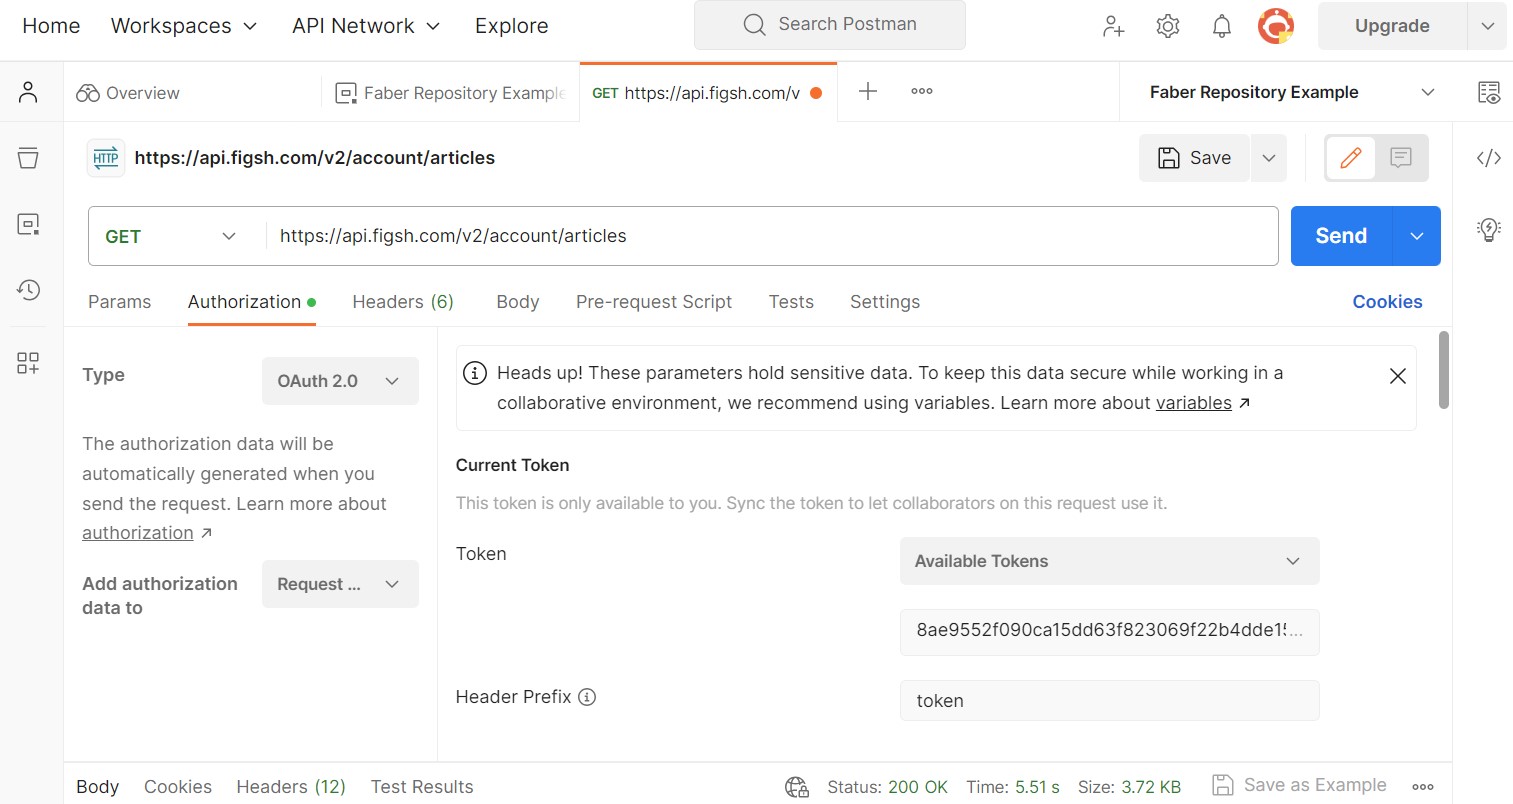 Home Workspaces API Network Explore Search Postman Upgrade
Overview Faber Repository Example GET https://api.figsh.com/v Faber Repository Example
HTTP https://api.figsh.com/v2/account/articles Save
GET https://api.figsh.com/v2/account/articles Send
Params Authorization Headers (6) Body Pre-request Script Tests Settings Cookies
Type OAuth 2.0
The authorization data will be
automatically generated when you
send the request. Learn more about
authorization ↗
Add authorization
data to
Request ...
Heads up! These parameters hold sensitive data. To keep this data secure while working in a
collaborative environment, we recommend using variables. Learn more about variables ↗
Current Token
This token is only available to you. Sync the token to let collaborators on this request use it.
Token Available Tokens
8ae9552f090ca15dd63f823069f22b4dde15...
Header Prefix token
Body Cookies Headers (12) Test Results Status: 200 OK Time: 5.51 s Size: 3.72 KB Save as Example